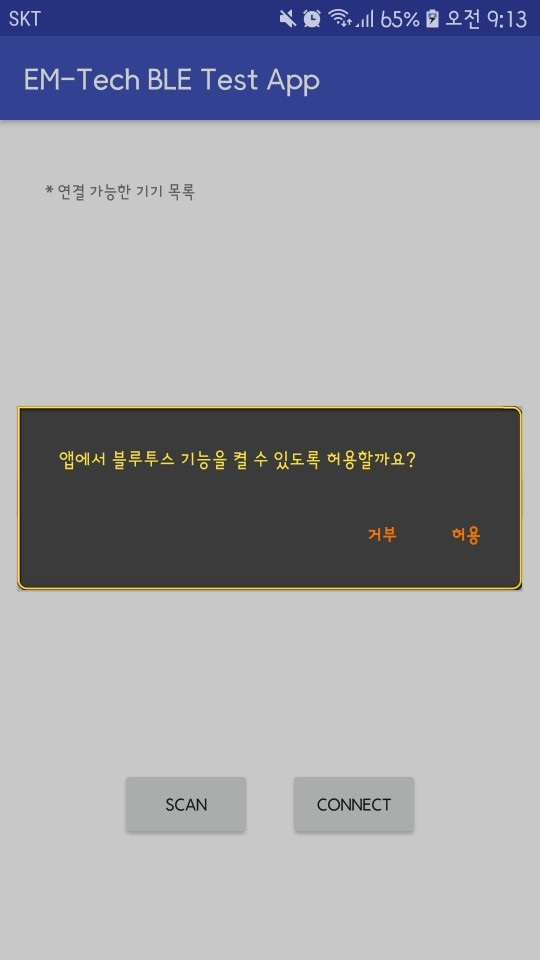 SKT 65% 오전 9:13
EM-Tech BLE Test App
* 연결 가능한 기기 목록
앱에서 블루투스 기능을 켤 수 있도록 허용할까요?
거부 허용
SCAN CONNECT